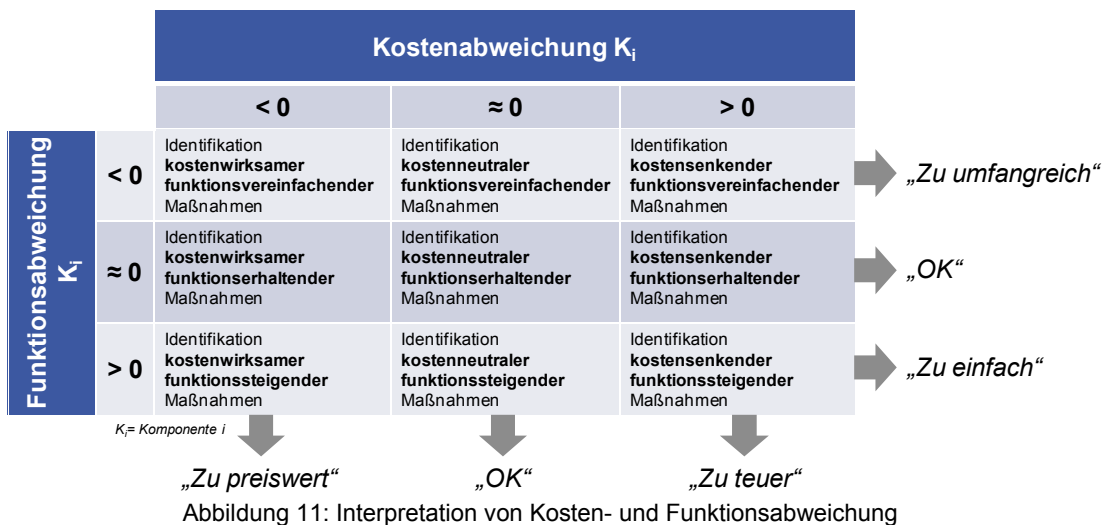 Kostenabweichung Ki
< 0
≈ 0
> 0
Funktionsabweichung
Ki
< 0
Identifikation
kostenwirksamer
funktionsvereinfachender
Maßnahmen
Identifikation
kostenneutraler
funktionsvereinfachender
Maßnahmen
Identifikation
kostensenkender
funktionsvereinfachender
Maßnahmen
„Zu umfangreich“
≈ 0
Identifikation
kostenwirksamer
funktionserhaltender
Maßnahmen
Identifikation
kostenneutraler
funktionserhaltender
Maßnahmen
Identifikation
kostensenkender
funktionserhaltender
Maßnahmen
„OK“
> 0
Identifikation
kostenwirksamer
funktionssteigender
Maßnahmen
Identifikation
kostenneutraler
funktionssteigender
Maßnahmen
Identifikation
kostensenkender
funktionssteigender
Maßnahmen
„Zu einfach“
Ki= Komponente i
„Zu preiswert“
„OK“
„Zu teuer“
Abbildung 11: Interpretation von Kosten- und Funktionsabweichung